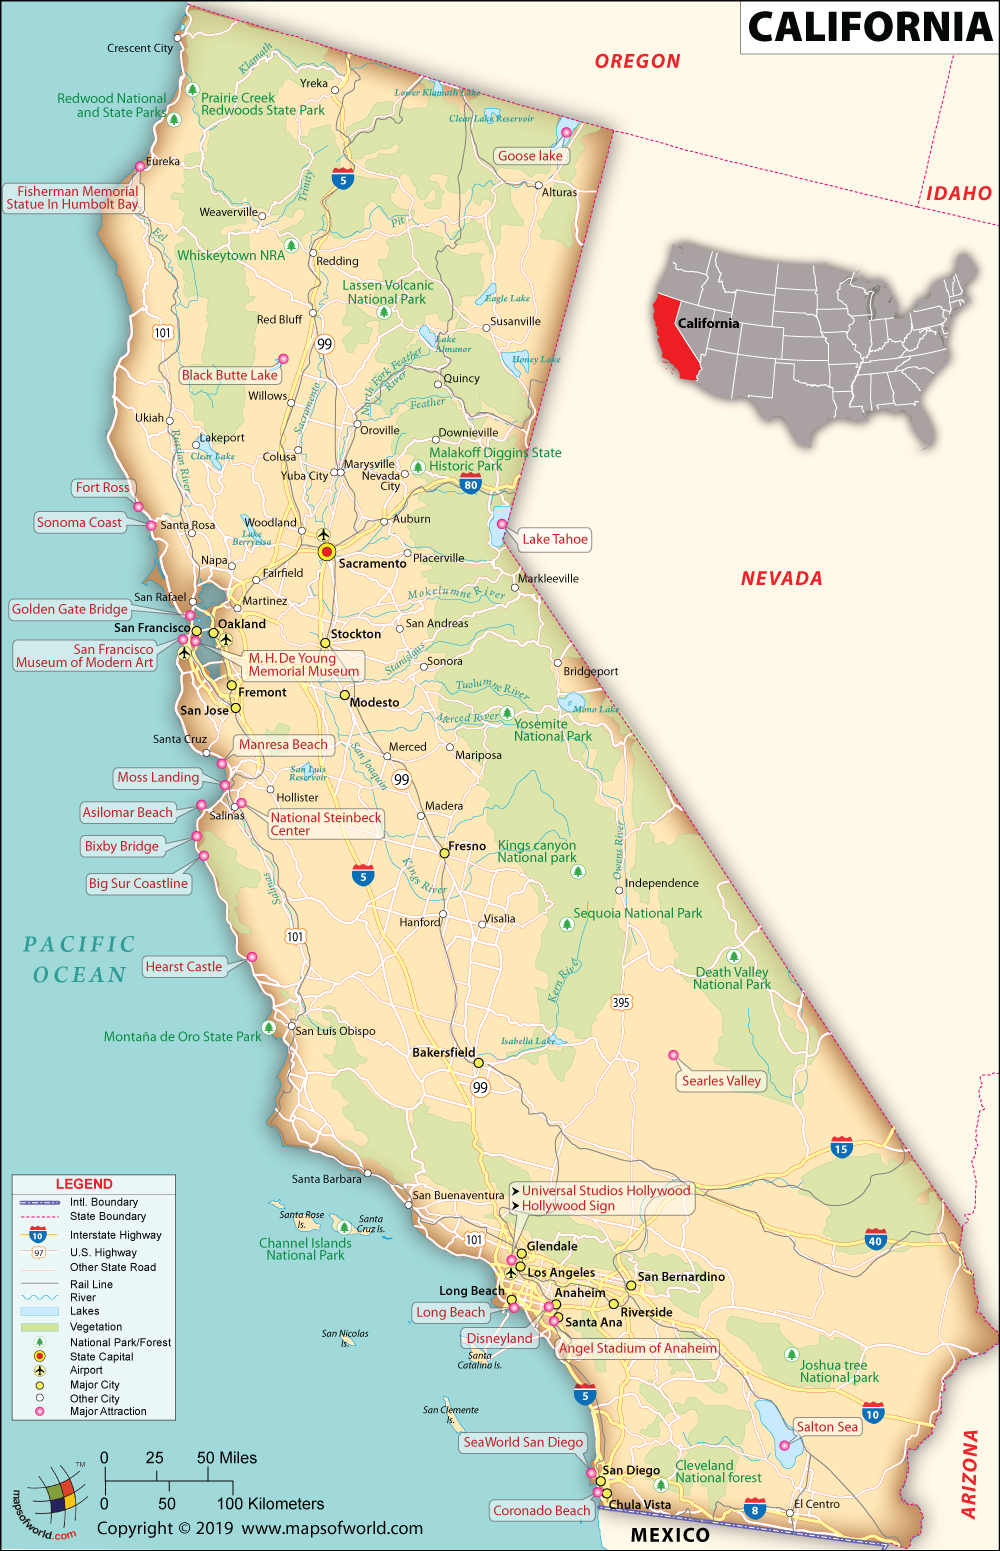 CALIFORNIA
OREGON
IDAHO
NEVADA
ARIZONA
MEXICO
PACIFIC
OCEAN
California
Crescent City
Klamath
Yreka
Lower Klamath Lake
Clear Lake Reservoir
Goose lake
Redwood National
and State Parks
Prairie Creek
Redwoods State Park
5
Eureka
Fisherman Memorial
Statue In Humbolt Bay
Trinity
Alturas
Weaverville
Pit
Eel
Whiskeytown NRA
Redding
Lassen Volcanic
National Park
Eagle Lake
Red Bluff
Susanville
101
99
Lake
Almanor
Honey Lake
Black Butte Lake
North Fork Feather
River
Quincy
Willows
Sacramento
Feather
Ukiah
Russian River
Lakeport
Clear Lake
Oroville
Downieville
Colusa
Malakoff Diggins State
Historic Park
Marysville
Yuba City
Nevada
City
80
Fort Ross
Sonoma Coast
Santa Rosa
Woodland
Lake
Berryessa
Auburn
Lake Tahoe
Sacramento
Placerville
Napa
Fairfield
Markleeville
San Rafael
Martinez
Mokelumne River
Golden Gate Bridge
San Francisco
Oakland
San Andreas
Stockton
San Francisco
Museum of Modern Art
M.H.De Young
Memorial Museum
Stanislaus
Sonora
Bridgeport
Fremont
San Jose
Modesto
Tuolumne River
Mono Lake
Merced River
Yosemite
National Park
Santa Cruz
Manresa Beach
San Joaquin
Merced
Mariposa
Moss Landing
San Luis
Reservoir
99
Hollister
Madera
Asilomar Beach
Salinas
National Steinbeck
Center
Bixby Bridge
Big Sur Coastline
Fresno
Kings canyon
National park
Owens River
5
Kings River
Salinas
Independence
Hanford
Visalia
Sequoia National Park
101
Hearst Castle
Kern River
Death Valley
National Park
395
Montaña de Oro State Park
San Luis Obispo
Isabella Lake
Bakersfield
99
Searles Valley
15
Santa Barbara
San Buenaventura
Universal Studios Hollywood
Hollywood Sign
Santa Rose
Is.
Santa
Cruz Is.
Channel Islands
National Park
101
40
Glendale
Los Angeles
San Bernardino
Long Beach
Anaheim
Riverside
Long Beach
Santa Ana
Disneyland
Angel Stadium of Anaheim
San Nicolas
Is.
Santa
Catalina Is.
Joshua tree
National park
5
10
San Clemente
Is.
Salton Sea
SeaWorld San Diego
San Diego
Cleveland
National forest
Coronado Beach
Chula Vista
8
El Centro
LEGEND
Intl. Boundary
State Boundary
10
Interstate Highway
97
U.S. Highway
Other State Road
Rail Line
River
Lakes
Vegetation
National Park/Forest
State Capital
Airport
Major City
Other City
Major Attraction
0 25 50 Miles
0 50 100 Kilometers
TM
mapsofworld.com
Copyright © 2019 www.mapsofworld.com